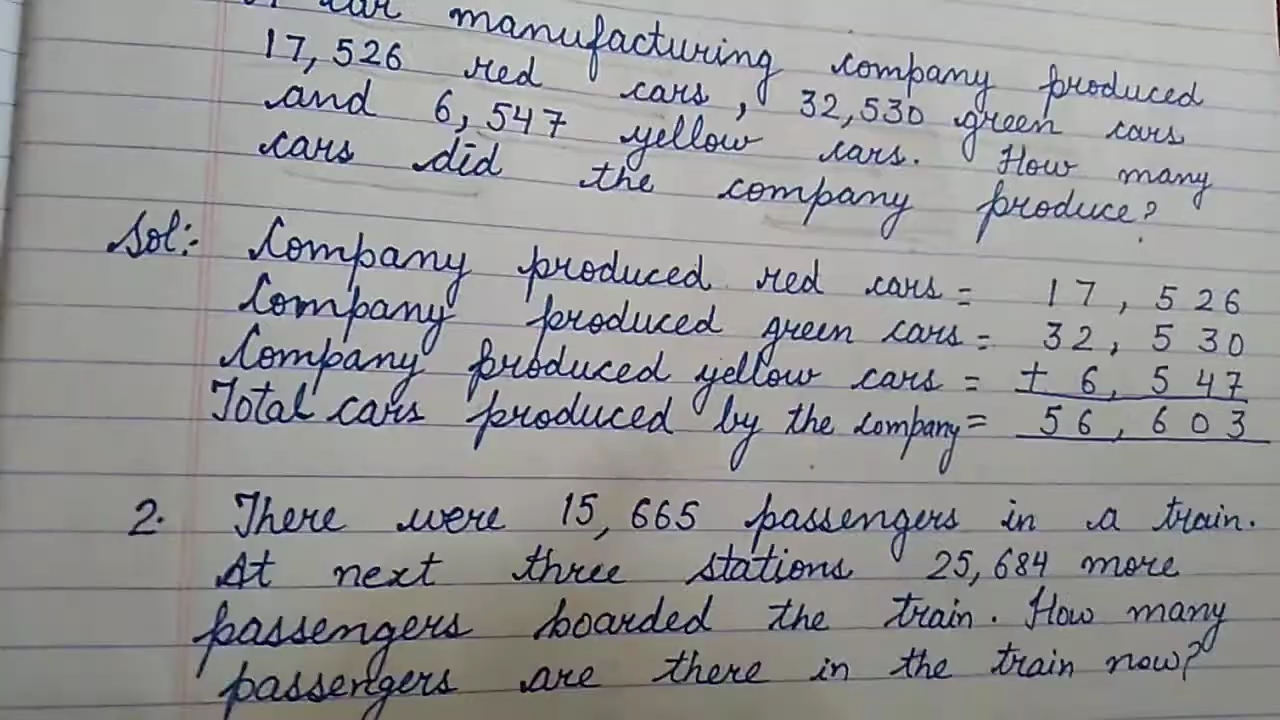 car manufacturing company produced
17,526 red cars, 32,530 green cars
and 6,547 yellow cars. How many
cars did the company produce?
Sol:- Company produced red cars = 17,526
Company produced green cars = 32,530
Company produced yellow cars = + 6,547
Total cars produced by the company = 56,603
2. There were 15,665 passengers in a train.
At next three stations 25,684 more
passengers boarded the train. How many
passengers are there in the train now?